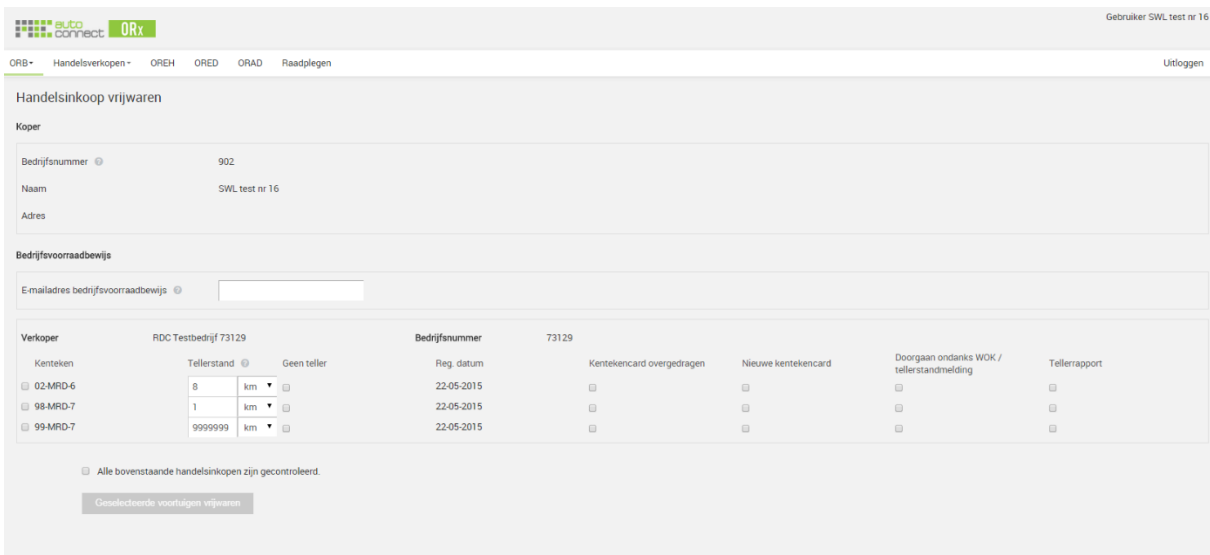 auto connect ORx
Gebruiker SWL test nr 16
ORB Handelsverkopen OREH ORED ORAD Raadplegen Uitloggen
Handelsinkoop vrijwaren
Koper
Bedrijfsnummer ? 902
Naam SWL test nr 16
Adres
Bedrijfsvoorraadbewijs
E-mailadres bedrijfsvoorraadbewijs ?
Verkoper RDC Testbedrijf 73129 Bedrijfsnummer 73129
Kenteken Tellerstand ? Geen teller Reg. datum Kentekencard overgedragen Nieuwe kentekencard Doorgaan ondanks WOK / tellerstandmelding Tellerrapport
02-MRD-6 8 km 22-05-2015
98-MRD-7 1 km 22-05-2015
99-MRD-7 9999999 km 22-05-2015
Alle bovenstaande handelsinkopen zijn gecontroleerd.
Geselecteerde voertuigen vrijwaren